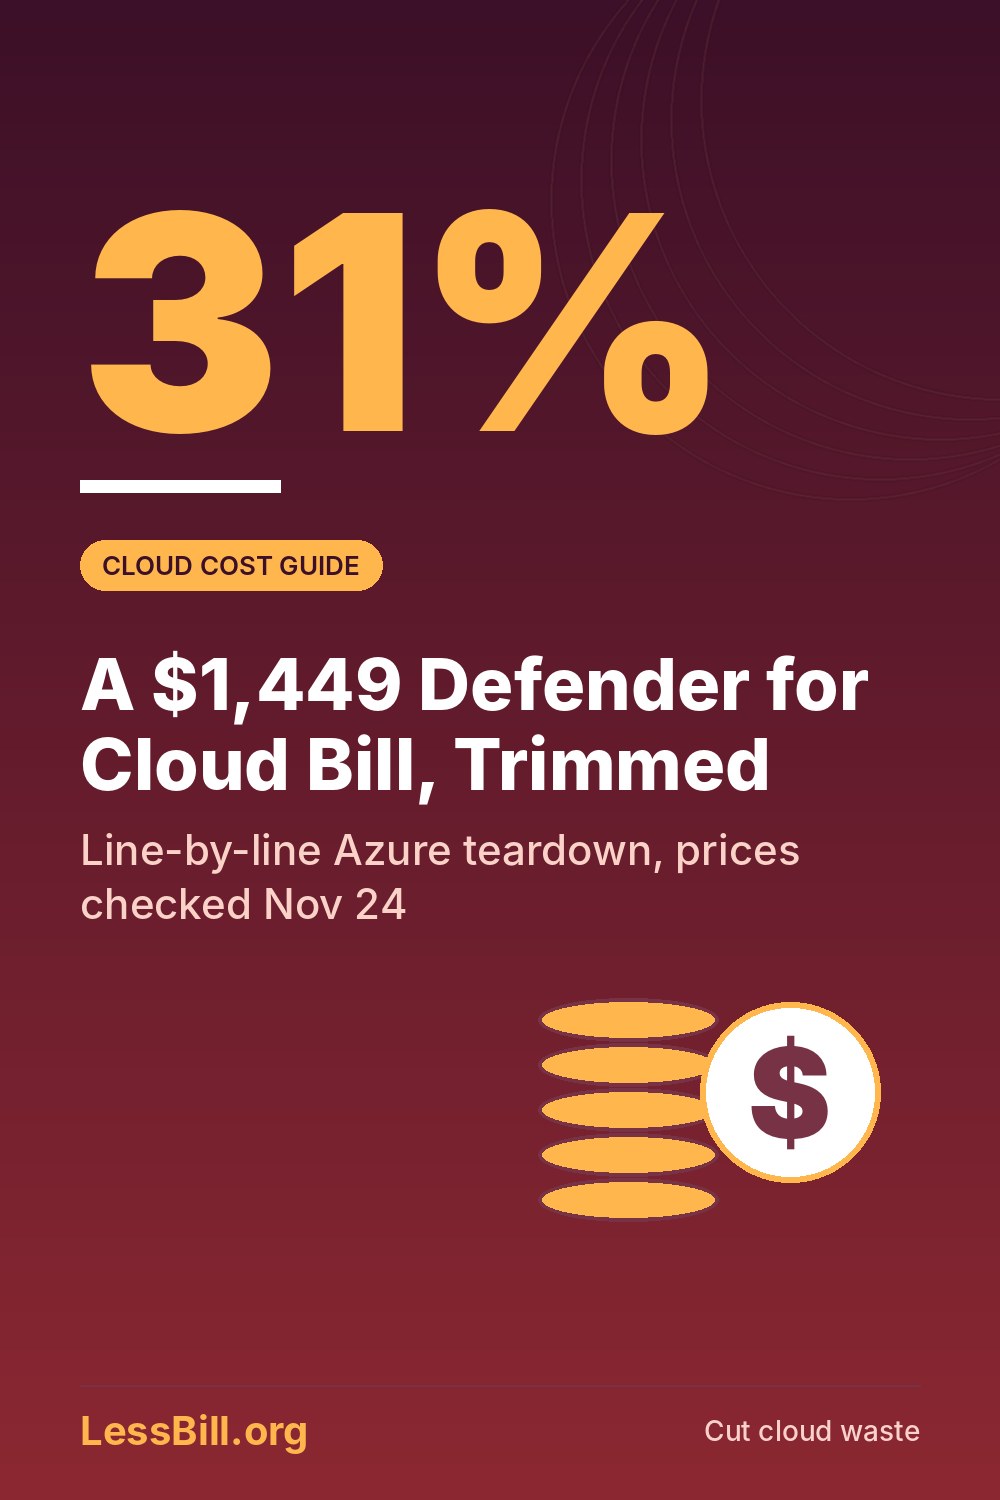 31%
CLOUD COST GUIDE
A $1,449 Defender for
Cloud Bill, Trimmed
Line-by-line Azure teardown, prices
checked Nov 24
$
LessBill.org
Cut cloud waste